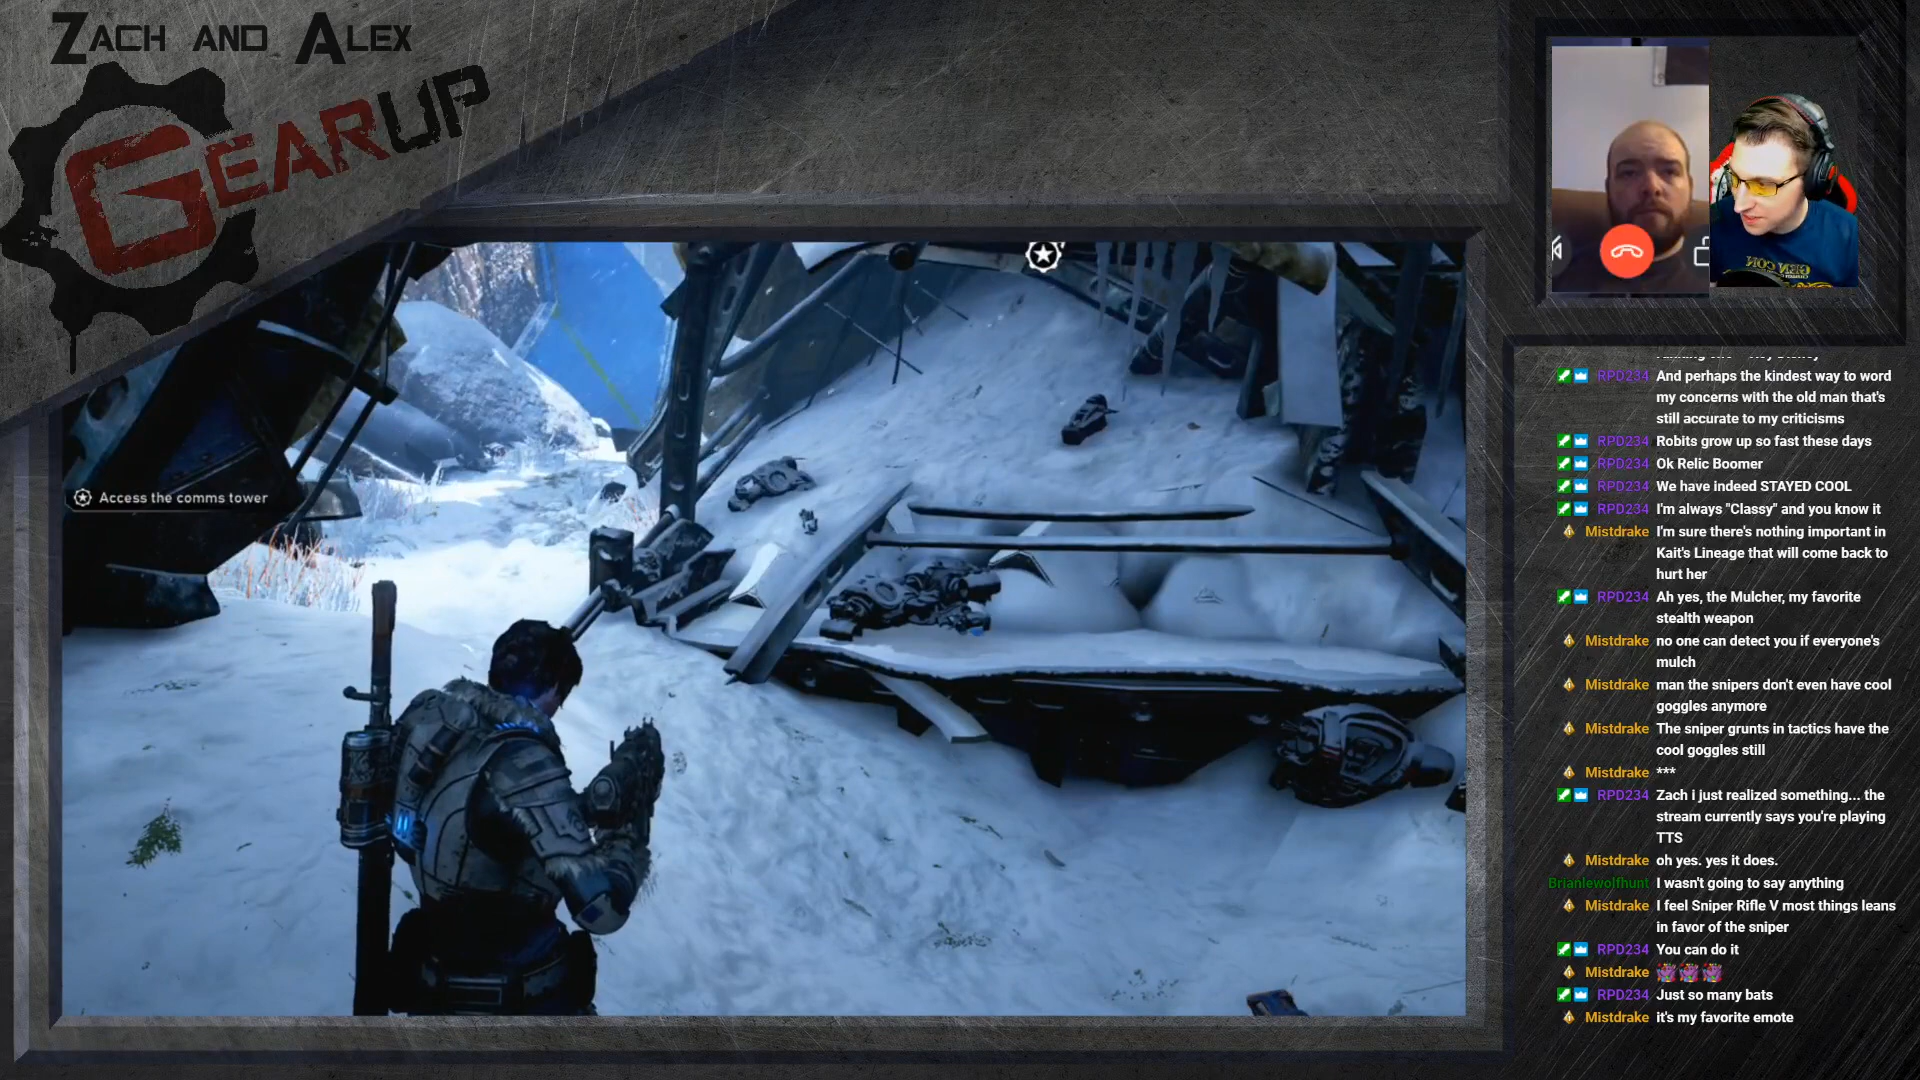 ZACH AND ALEX
GEARUP
Access the comms tower
RPD234 And perhaps the kindest way to word
my concerns with the old man that's
still accurate to my criticisms
RPD234 Robits grow up so fast these days
RPD234 Ok Relic Boomer
RPD234 We have indeed STAYED COOL
RPD234 I'm always "Classy" and you know it
Mistdrake I'm sure there's nothing important in
Kait's Lineage that will come back to
hurt her
RPD234 Ah yes, the Mulcher, my favorite
stealth weapon
Mistdrake no one can detect you if everyone's
mulch
Mistdrake man the snipers don't even have cool
goggles anymore
Mistdrake The sniper grunts in tactics have the
cool goggles still
Mistdrake ***
RPD234 Zach i just realized something... the
stream currently says you're playing
TTS
Mistdrake oh yes. yes it does.
Brianlewolfhunt I wasn't going to say anything
Mistdrake I feel Sniper Rifle V most things leans
in favor of the sniper
RPD234 You can do it
Mistdrake
RPD234 Just so many bats
Mistdrake it's my favorite emote